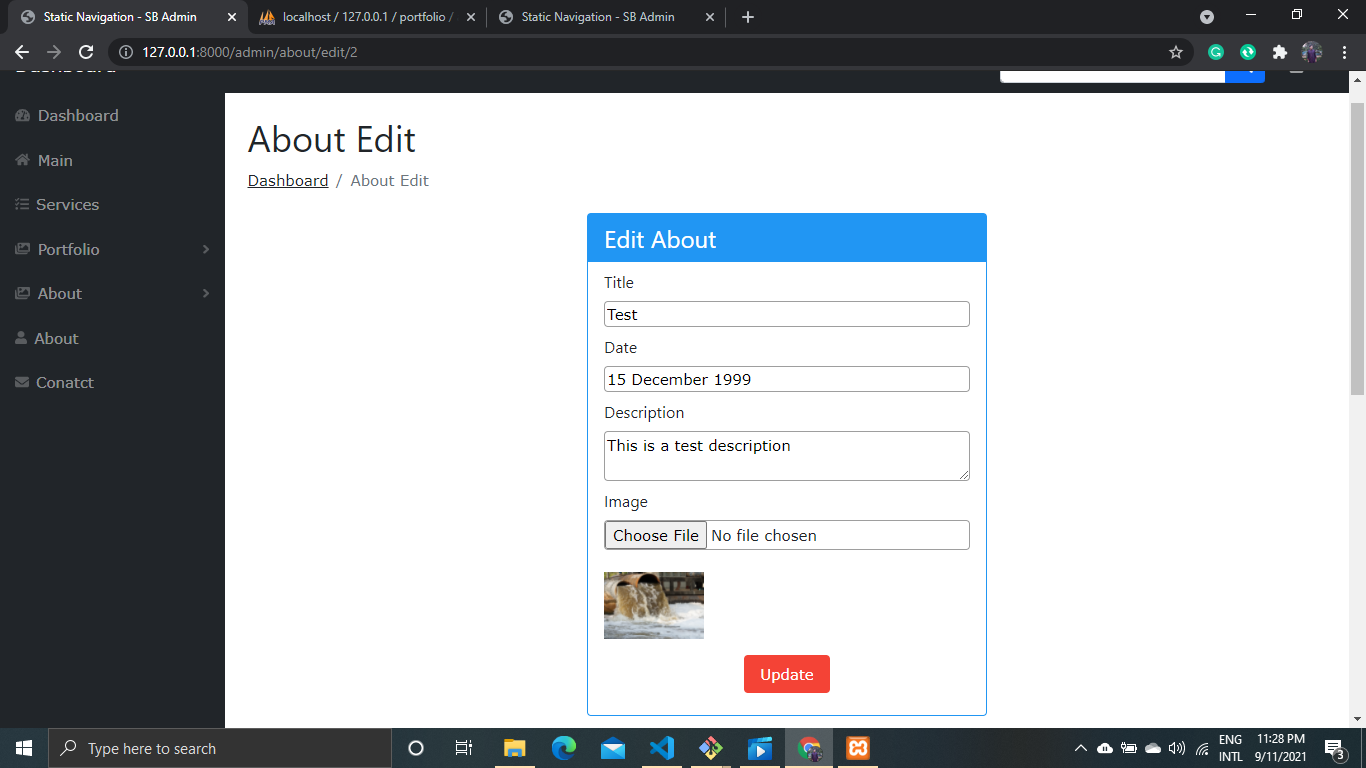 Static Navigation - SB Admin
localhost / 127.0.0.1 / portfolio /
Static Navigation - SB Admin
127.0.0.1:8000/admin/about/edit/2
Dashboard
Dashboard
Main
Services
Portfolio
About
About
Conatct
About Edit
Dashboard / About Edit
Edit About
Title
Test
Date
15 December 1999
Description
This is a test description
Image
Choose File No file chosen
Update
Type here to search
ENG
INTL
11:28 PM
9/11/2021
3